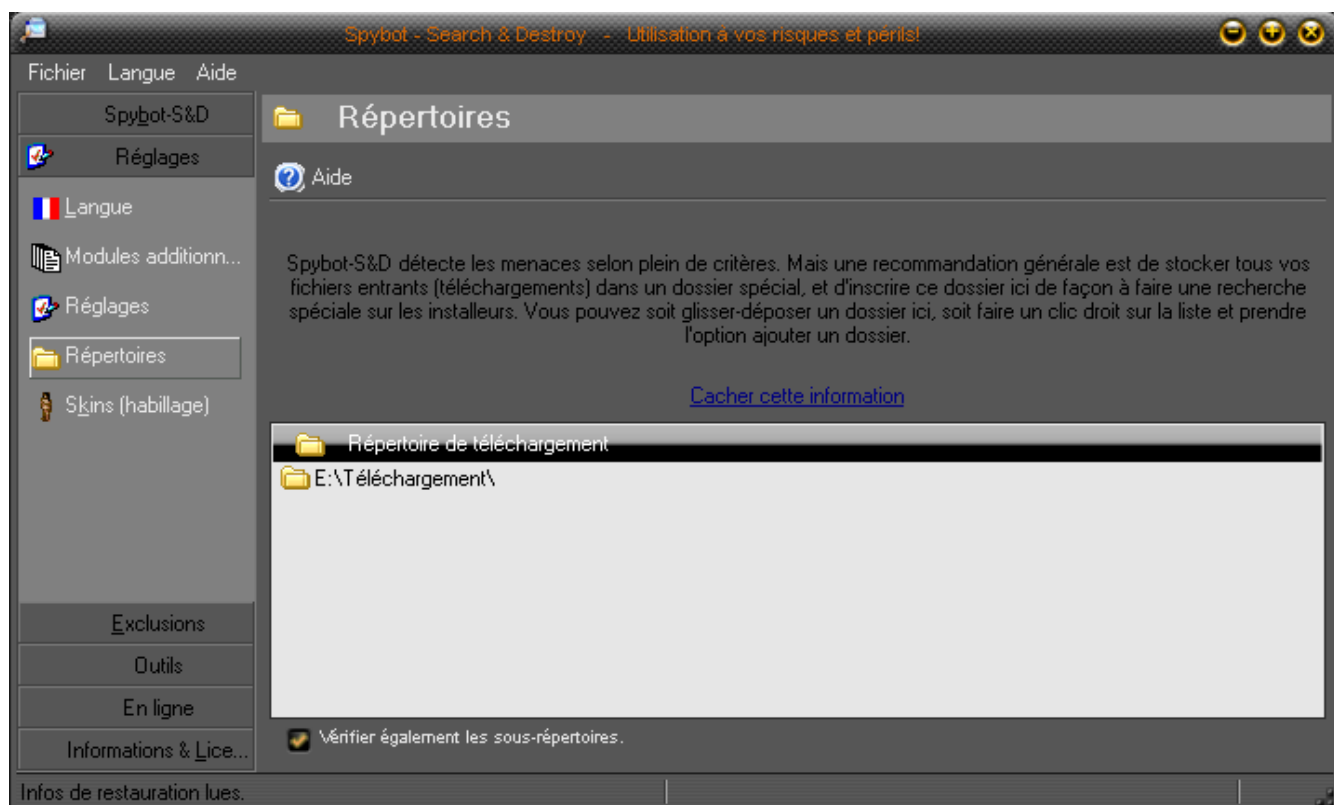 Spybot - Search & Destroy - Utilisation à vos risques et périls!
Fichier Langue Aide
Spybot-S&D
Réglages
Langue
Modules additionn...
Réglages
Répertoires
Skins (habillage)
Exclusions
Outils
En ligne
Informations & Lice...
Répertoires
Aide
Spybot-S&D détecte les menaces selon plein de critères. Mais une recommandation générale est de stocker tous vos
fichiers entrants (téléchargements) dans un dossier spécial, et d'inscrire ce dossier ici de façon à faire une recherche
spéciale sur les installeurs. Vous pouvez soit glisser-déposer un dossier ici, soit faire un clic droit sur la liste et prendre
l'option ajouter un dossier.
Cacher cette information
Répertoire de téléchargement
E:\Téléchargement\
Vérifier également les sous-répertoires.
Infos de restauration lues.